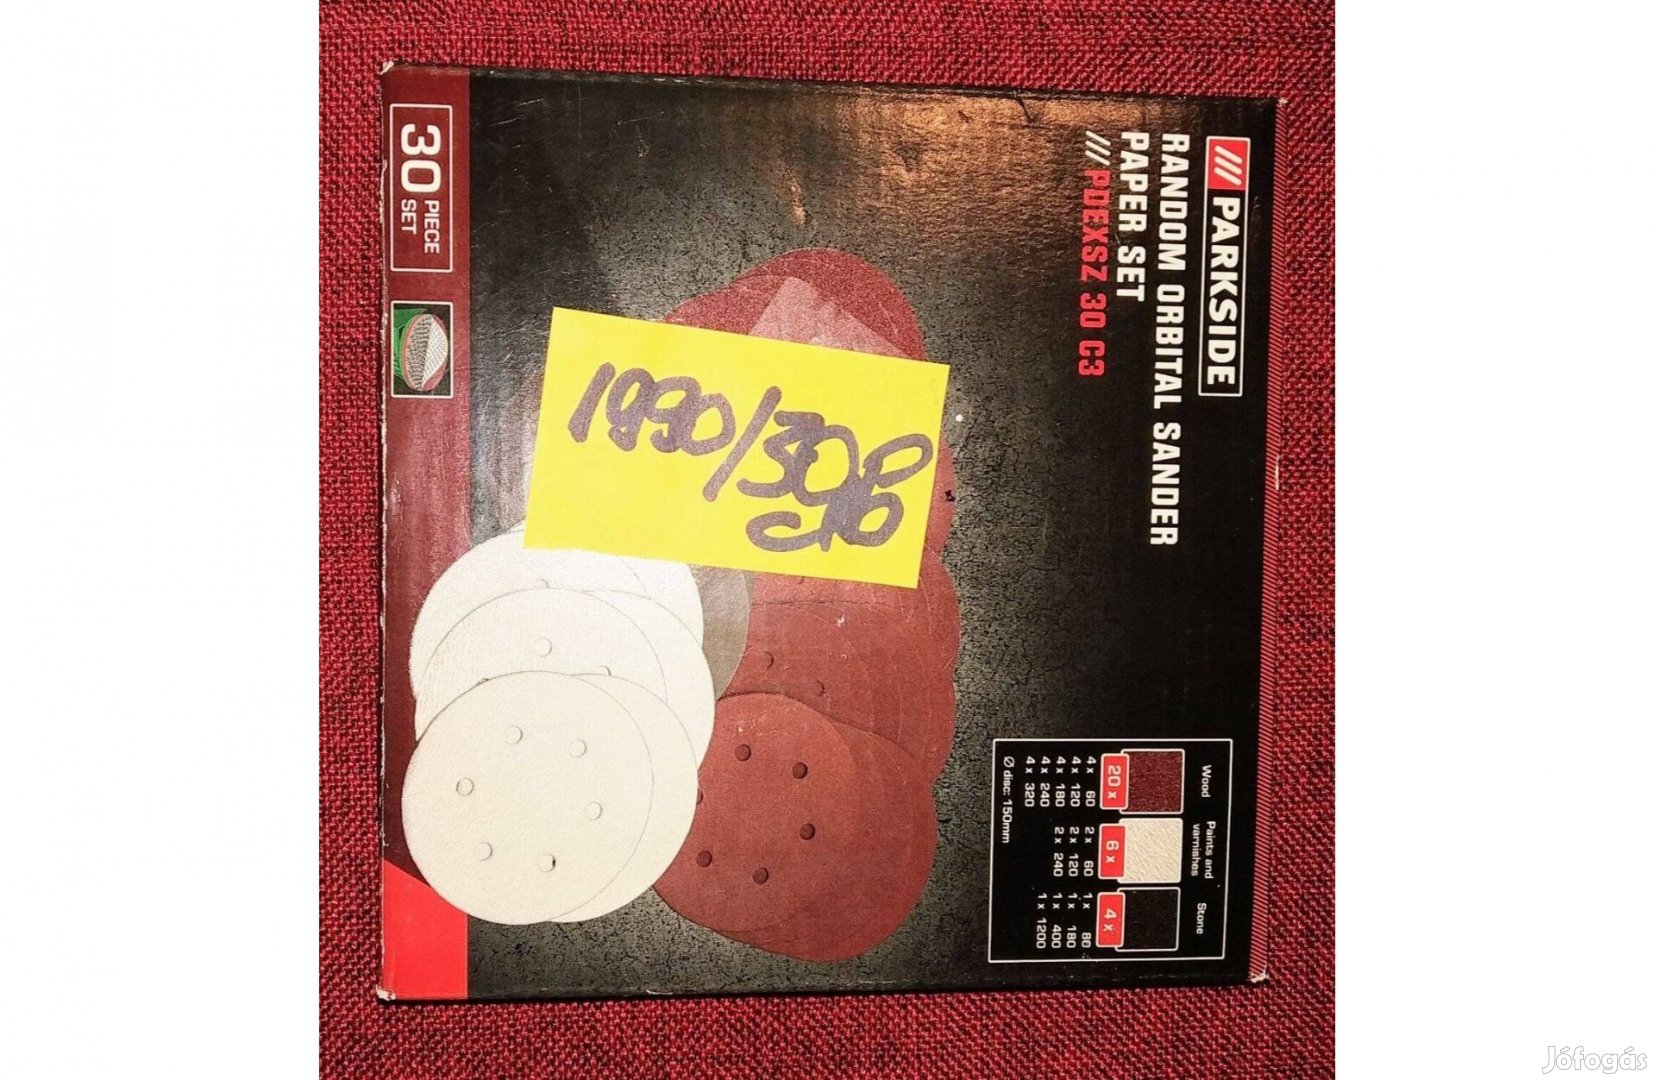 /// PARKSIDE
RANDOM ORBITAL SANDER
PAPER SET
/// PDEXSZ 30 C3
1990/30db
Wood
Paints and
varnishes
Stone
20 x
6 x
4 x
4 x 60
4 x 120
4 x 180
4 x 240
4 x 320
2 x 60
2 x 120
2 x 240
1 x 80
1 x 180
1 x 400
1 x 1200
Ø disc: 150mm
30 PIECE
SET
Jófogás